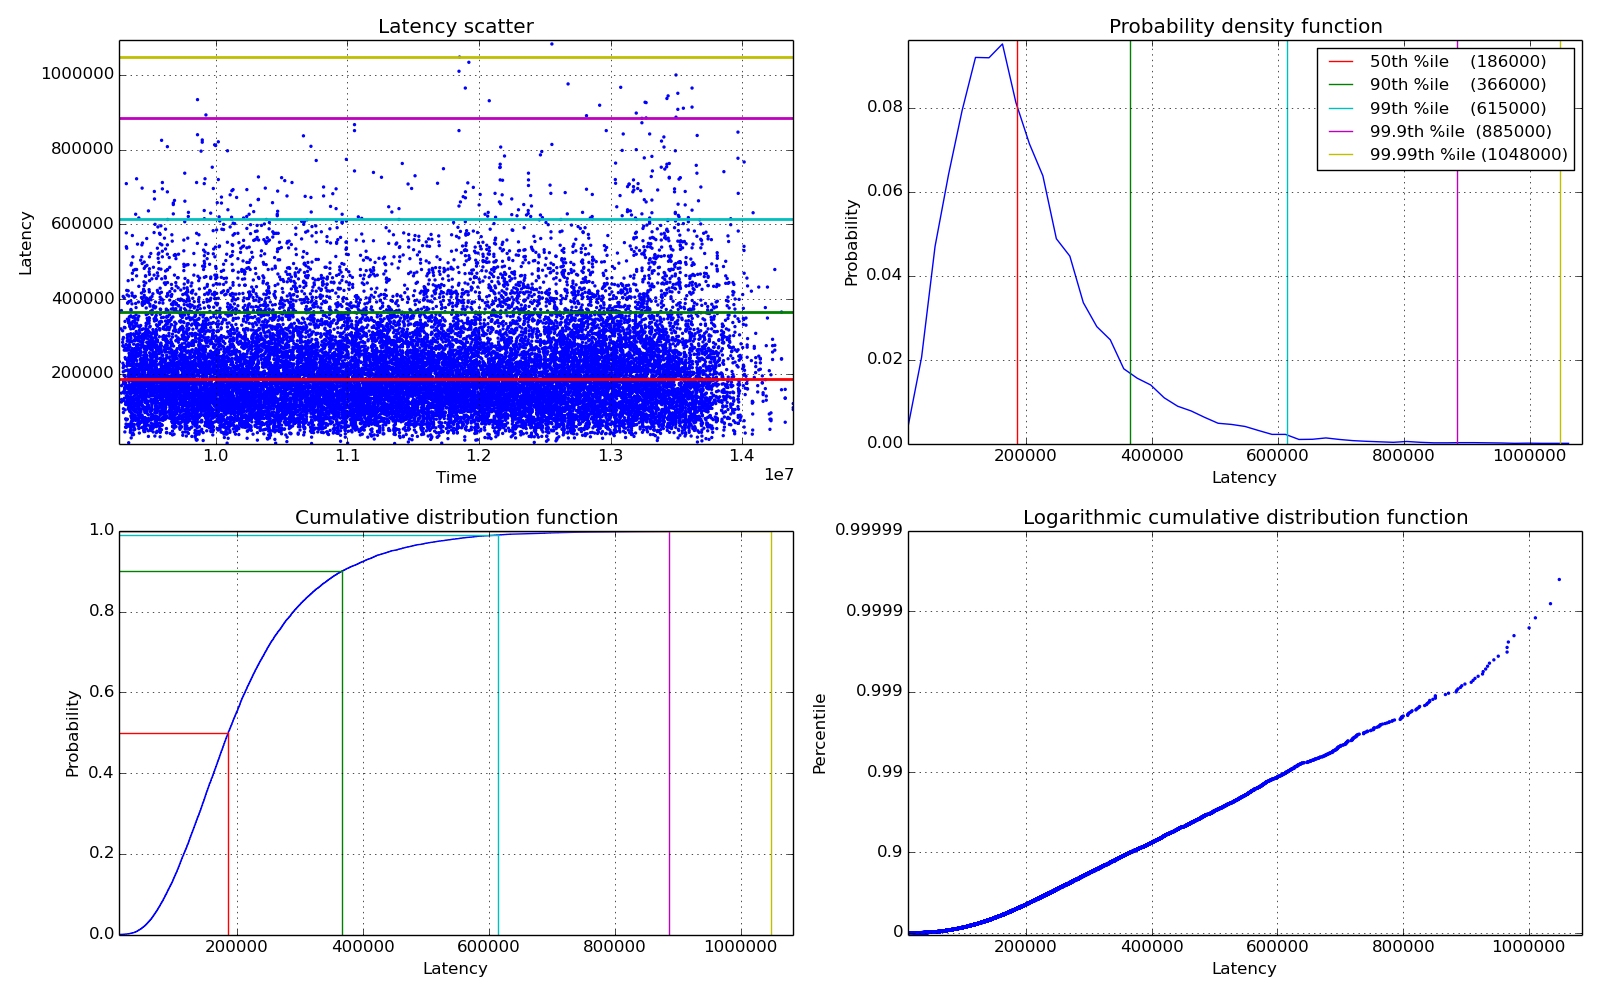 Latency scatter
1000000
800000
600000
400000
200000
Latency
1.0
1.1
1.2
1.3
1.4
1e7
Time
Probability density function
50th %ile (186000)
90th %ile (366000)
99th %ile (615000)
99.9th %ile (885000)
99.99th %ile (1048000)
0.08
0.06
0.04
0.02
0.00
Probability
200000
400000
600000
800000
1000000
Latency
Cumulative distribution function
1.0
0.8
0.6
0.4
0.2
0.0
Probability
200000
400000
600000
800000
1000000
Latency
Logarithmic cumulative distribution function
0.99999
0.9999
0.999
0.99
0.9
0
Percentile
200000
400000
600000
800000
1000000
Latency